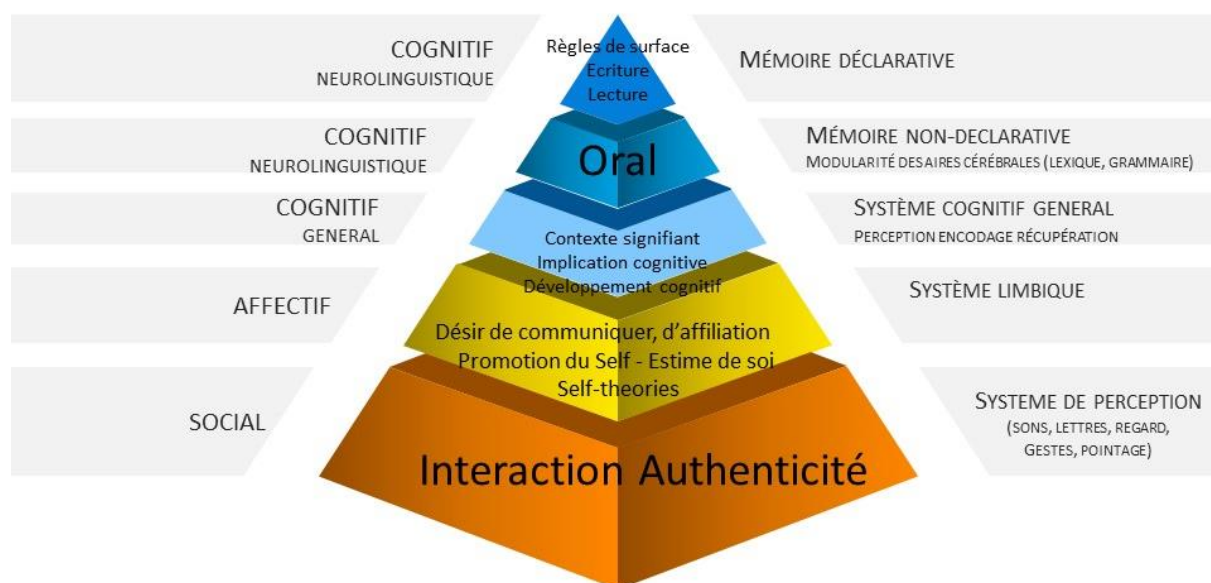 COGNITIF
NEUROLINGUISTIQUE
Règles de surface
Ecriture
Lecture
MÉMOIRE DÉCLARATIVE
COGNITIF
NEUROLINGUISTIQUE
Oral
MÉMOIRE NON-DECLARATIVE
MODULARITÉ DES AIRES CÉRÉBRALES (LEXIQUE, GRAMMAIRE)
COGNITIF
GENERAL
Contexte signifiant
Implication cognitive
Développement cognitif
SYSTÈME COGNITIF GENERAL
PERCEPTION ENCODAGE RÉCUPÉRATION
AFFECTIF
Désir de communiquer, d'affiliation
Promotion du Self - Estime de soi
Self-theories
SYSTÈME LIMBIQUE
SOCIAL
Interaction Authenticité
SYSTEME DE PERCEPTION
(SONS, LETTRES, REGARD,
GESTES, POINTAGE)